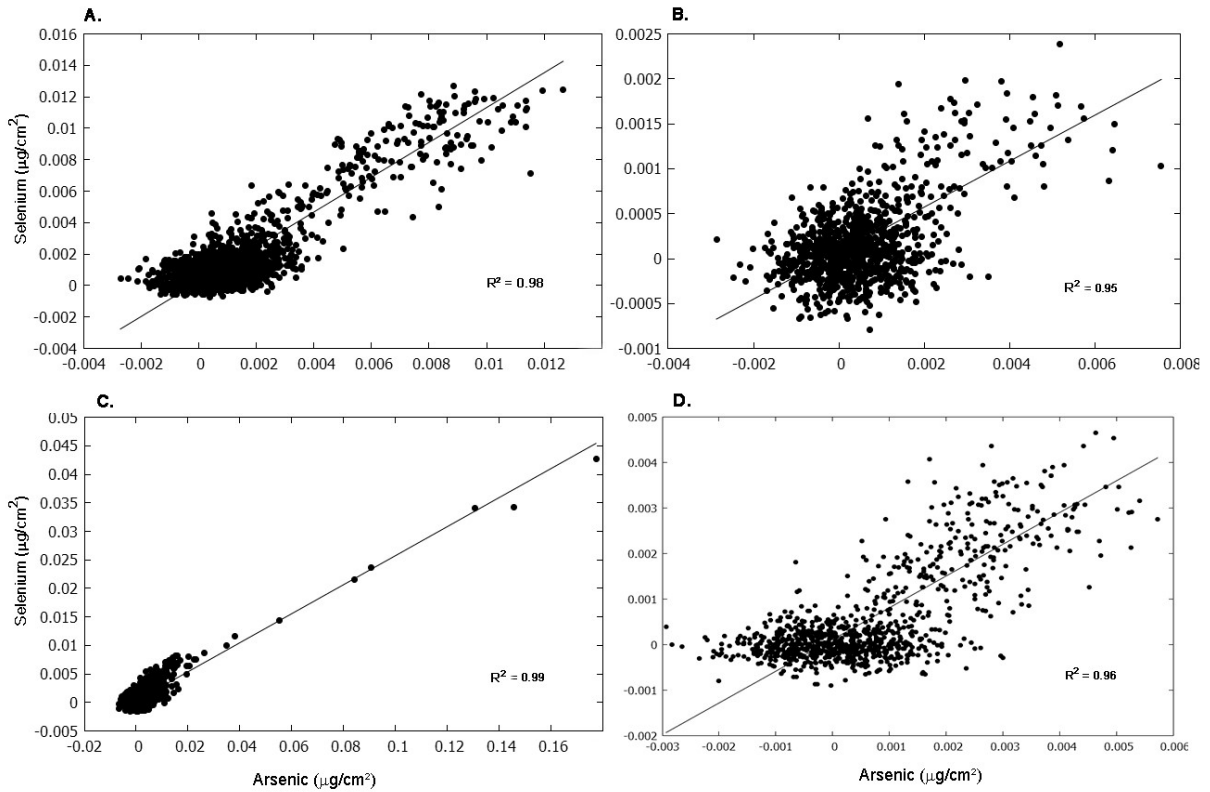 A.
0.016
0.014
0.012
0.01
0.008
0.006
0.004
0.002
0
-0.002
-0.004
Selenium (μg/cm²)
R² = 0.98
-0.004 -0.002 0 0.002 0.004 0.006 0.008 0.01 0.012
B.
0.0025
0.002
0.0015
0.001
0.0005
0
-0.0005
-0.001
R² = 0.95
-0.004 -0.002 0 0.002 0.004 0.006 0.008
C.
0.05
0.045
0.04
0.035
0.03
0.025
0.02
0.015
0.01
0.005
0
-0.005
Selenium (μg/cm²)
R² = 0.99
-0.02 0 0.02 0.04 0.06 0.08 0.1 0.12 0.14 0.16
Arsenic (μg/cm²)
D.
0.005
0.004
0.003
0.002
0.001
0
-0.001
-0.002
R² = 0.96
-0.003 -0.002 -0.001 0 0.001 0.002 0.003 0.004 0.005 0.006
Arsenic (μg/cm²)